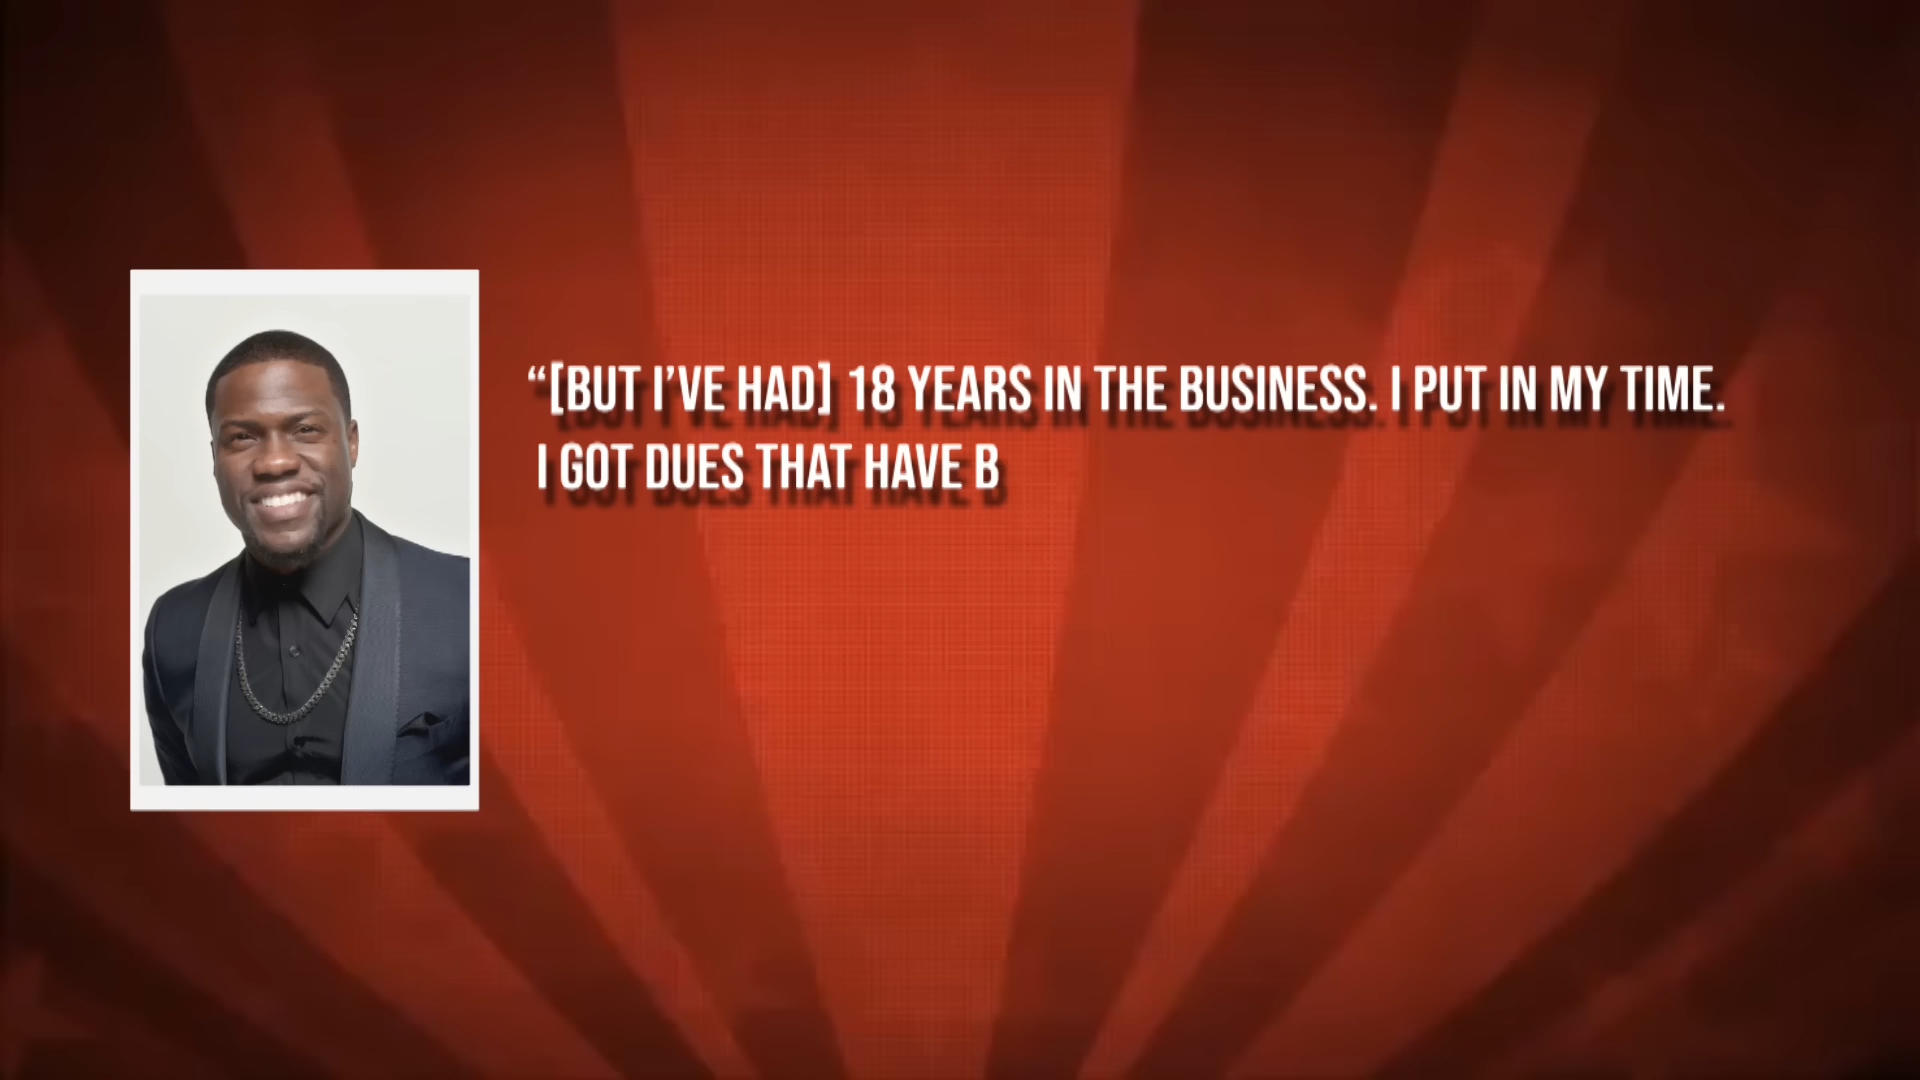 “[BUT I’VE HAD] 18 YEARS IN THE BUSINESS. I PUT IN MY TIME.
I GOT DUES THAT HAVE B